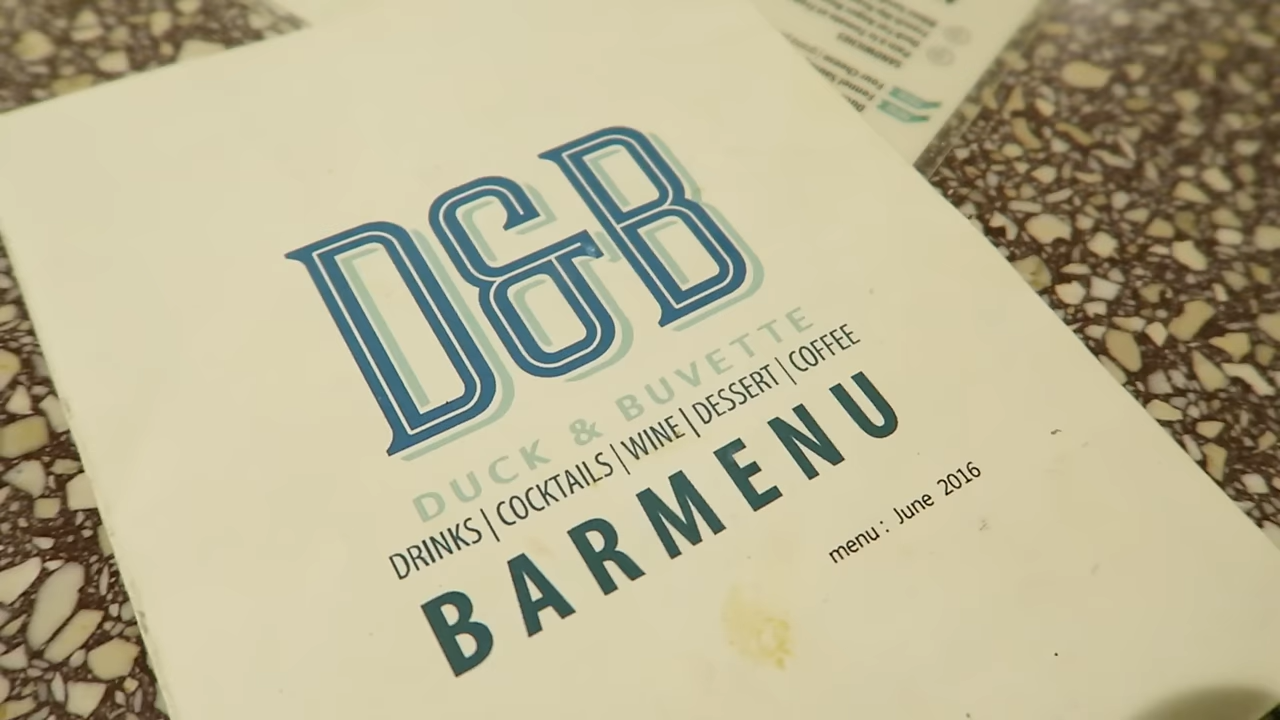 D&B
DUCK & BUVETTE
DRINKS | COCKTAILS | WINE | DESSERT | COFFEE
BARMENU
menu : June 2016